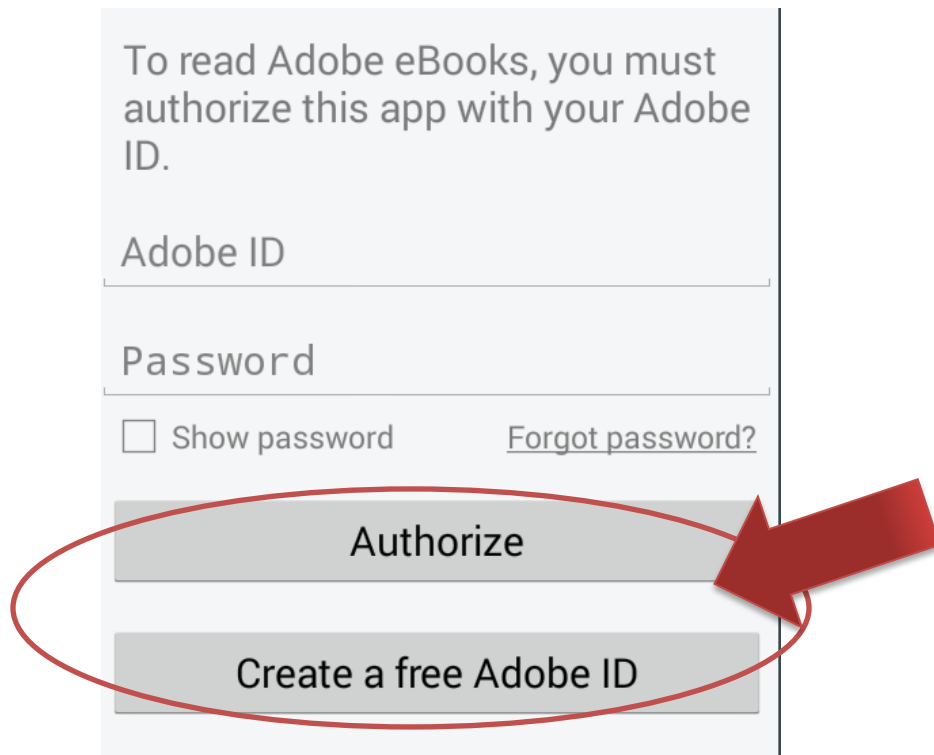 To read Adobe eBooks, you must
authorize this app with your Adobe
ID.
Adobe ID
Password
Show password Forgot password?
Authorize
Create a free Adobe ID